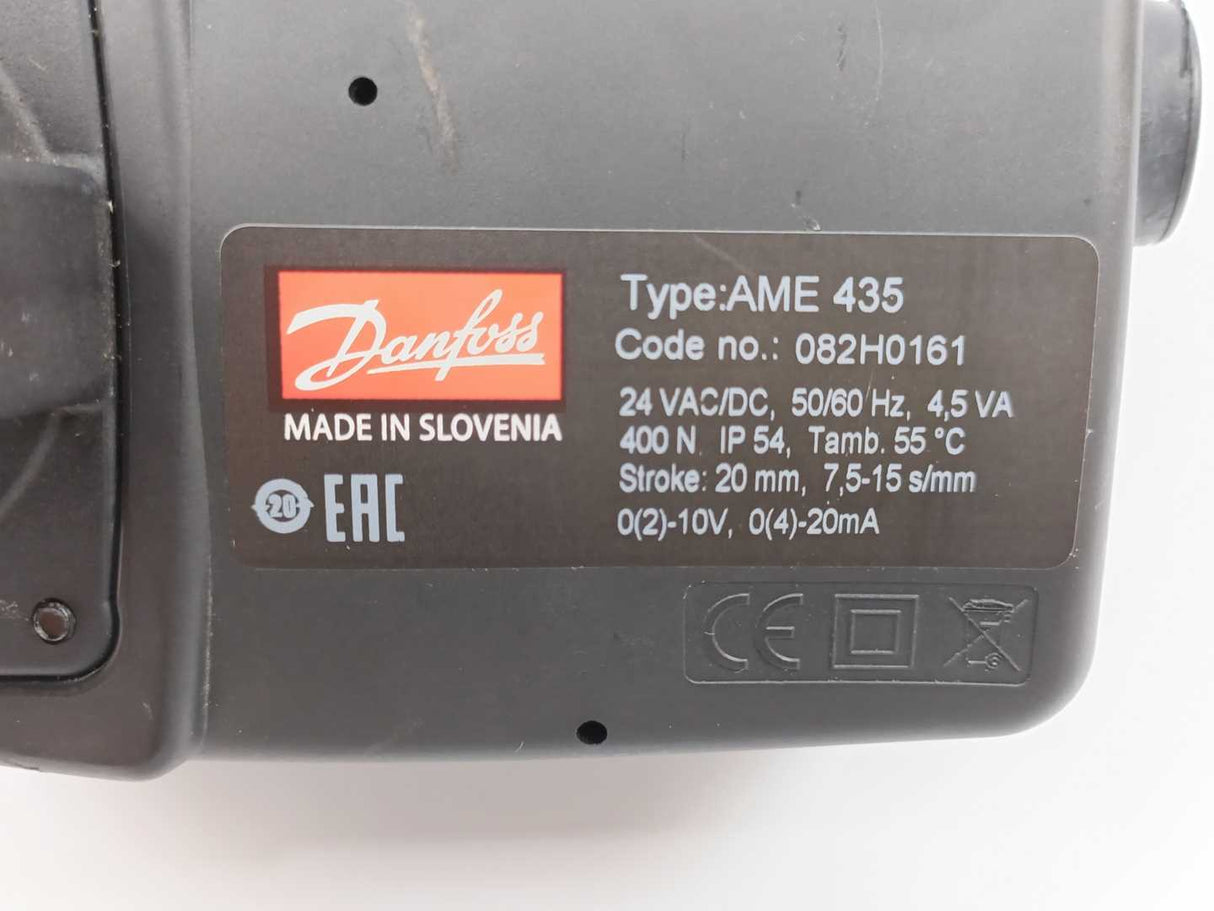 Danfoss
MADE IN SLOVENIA
20 EAC
Type:AME 435
Code no.: 082H0161
24 VAC/DC, 50/60 Hz, 4,5 VA
400 N IP 54, Tamb. 55 °C
Stroke: 20 mm, 7,5-15 s/mm
0(2)-10V, 0(4)-20mA
CE